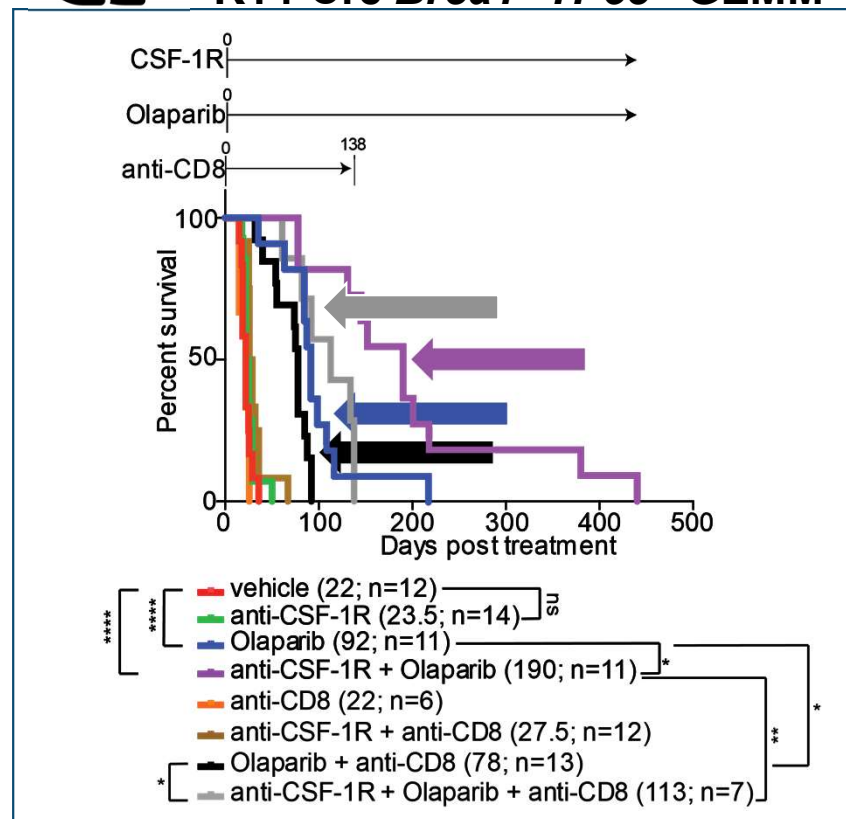 CSF-1R
0
Olaparib
0
anti-CD8
0
138
Percent survival
100
50
0
0 100 200 300 400 500
Days post treatment
vehicle (22; n=12)
anti-CSF-1R (23.5; n=14)
Olaparib (92; n=11)
anti-CSF-1R + Olaparib (190; n=11)
anti-CD8 (22; n=6)
anti-CSF-1R + anti-CD8 (27.5; n=12)
Olaparib + anti-CD8 (78; n=13)
anti-CSF-1R + Olaparib + anti-CD8 (113; n=7)
****
****
*
ns
*
**
*